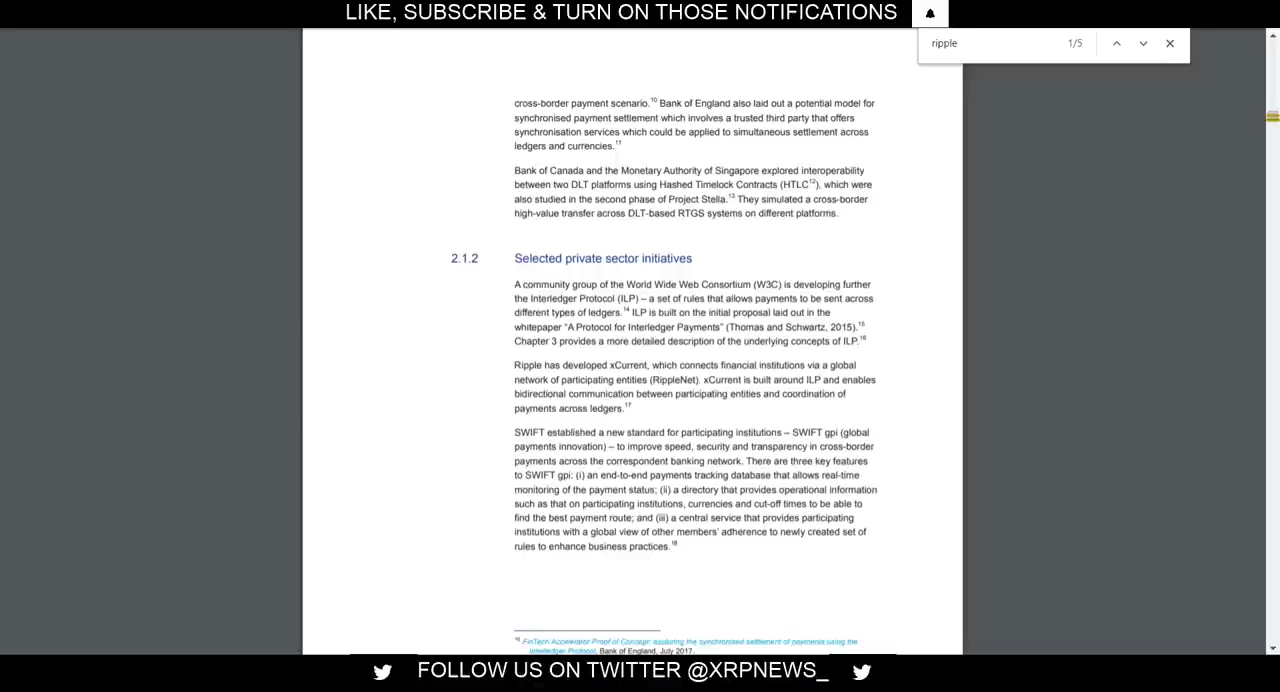 LIKE, SUBSCRIBE & TURN ON THOSE NOTIFICATIONS
ripple 1/5
cross-border payment scenario.10 Bank of England also laid out a potential model for
synchronised payment settlement which involves a trusted third party that offers
synchronisation services which could be applied to simultaneous settlement across
ledgers and currencies.11
Bank of Canada and the Monetary Authority of Singapore explored interoperability
between two DLT platforms using Hashed Timelock Contracts (HTLC12), which were
also studied in the second phase of Project Stella.13 They simulated a cross-border
high-value transfer across DLT-based RTGS systems on different platforms.
2.1.2 Selected private sector initiatives
A community group of the World Wide Web Consortium (W3C) is developing further
the Interledger Protocol (ILP) – a set of rules that allows payments to be sent across
different types of ledgers.14 ILP is built on the initial proposal laid out in the
whitepaper “A Protocol for Interledger Payments” (Thomas and Schwartz, 2015).15
Chapter 3 provides a more detailed description of the underlying concepts of ILP.16
Ripple has developed xCurrent, which connects financial institutions via a global
network of participating entities (RippleNet). xCurrent is built around ILP and enables
bidirectional communication between participating entities and coordination of
payments across ledgers.17
SWIFT established a new standard for participating institutions – SWIFT gpi (global
payments innovation) – to improve speed, security and transparency in cross-border
payments across the correspondent banking network. There are three key features
to SWIFT gpi: (i) an end-to-end payments tracking database that allows real-time
monitoring of the payment status; (ii) a directory that provides operational information
such as that on participating institutions, currencies and cut-off times to be able to
find the best payment route; and (iii) a central service that provides participating
institutions with a global view of other members’ adherence to newly created set of
rules to enhance business practices.18
10 FinTech Accelerator Proof of Concept: exploring the synchronised settlement of payments using the
Interledger Protocol, Bank of England, July 2017.
FOLLOW US ON TWITTER @XRPNEWS_